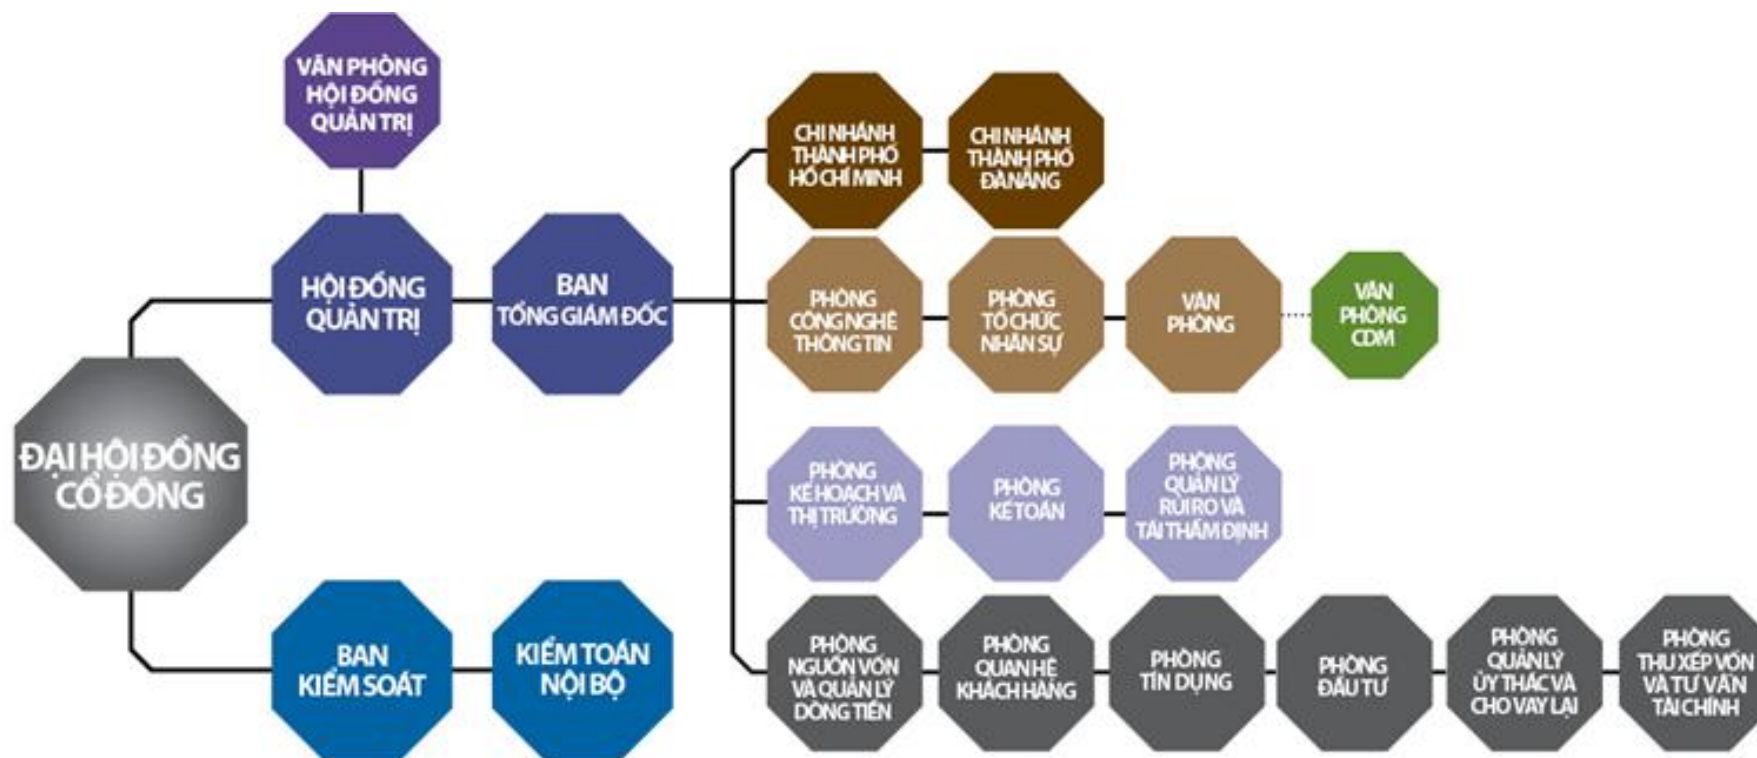 VĂN PHÒNG
HỘI ĐỒNG
QUẢN TRỊ
CHI NHÁNH
THÀNH PHỐ
HỒ CHÍ MINH
CHI NHÁNH
THÀNH PHỐ
ĐÀ NẴNG
HỘI ĐỒNG
QUẢN TRỊ
BAN
TỔNG GIÁM ĐỐC
PHÒNG
CÔNG NGHỆ
THÔNG TIN
PHÒNG
TỔ CHỨC
NHÂN SỰ
VĂN
PHÒNG
VĂN
PHÒNG
CDM
ĐẠI HỘI ĐỒNG
CỔ ĐÔNG
PHÒNG
KẾ HOẠCH VÀ
THỊ TRƯỜNG
PHÒNG
KẾ TOÁN
PHÒNG
QUẢN LÝ
RỦI RO VÀ
TÁI THẨM ĐỊNH
BAN
KIỂM SOÁT
KIỂM TOÁN
NỘI BỘ
PHÒNG
NGUỒN VỐN
VÀ QUẢN LÝ
DÒNG TIỀN
PHÒNG
QUAN HỆ
KHÁCH HÀNG
PHÒNG
TÍN DỤNG
PHÒNG
ĐẦU TƯ
PHÒNG
QUẢN LÝ
ỦY THÁC VÀ
CHO VAY LẠI
PHÒNG
THU XẾP VỐN
VÀ TƯ VẤN
TÀI CHÍNH